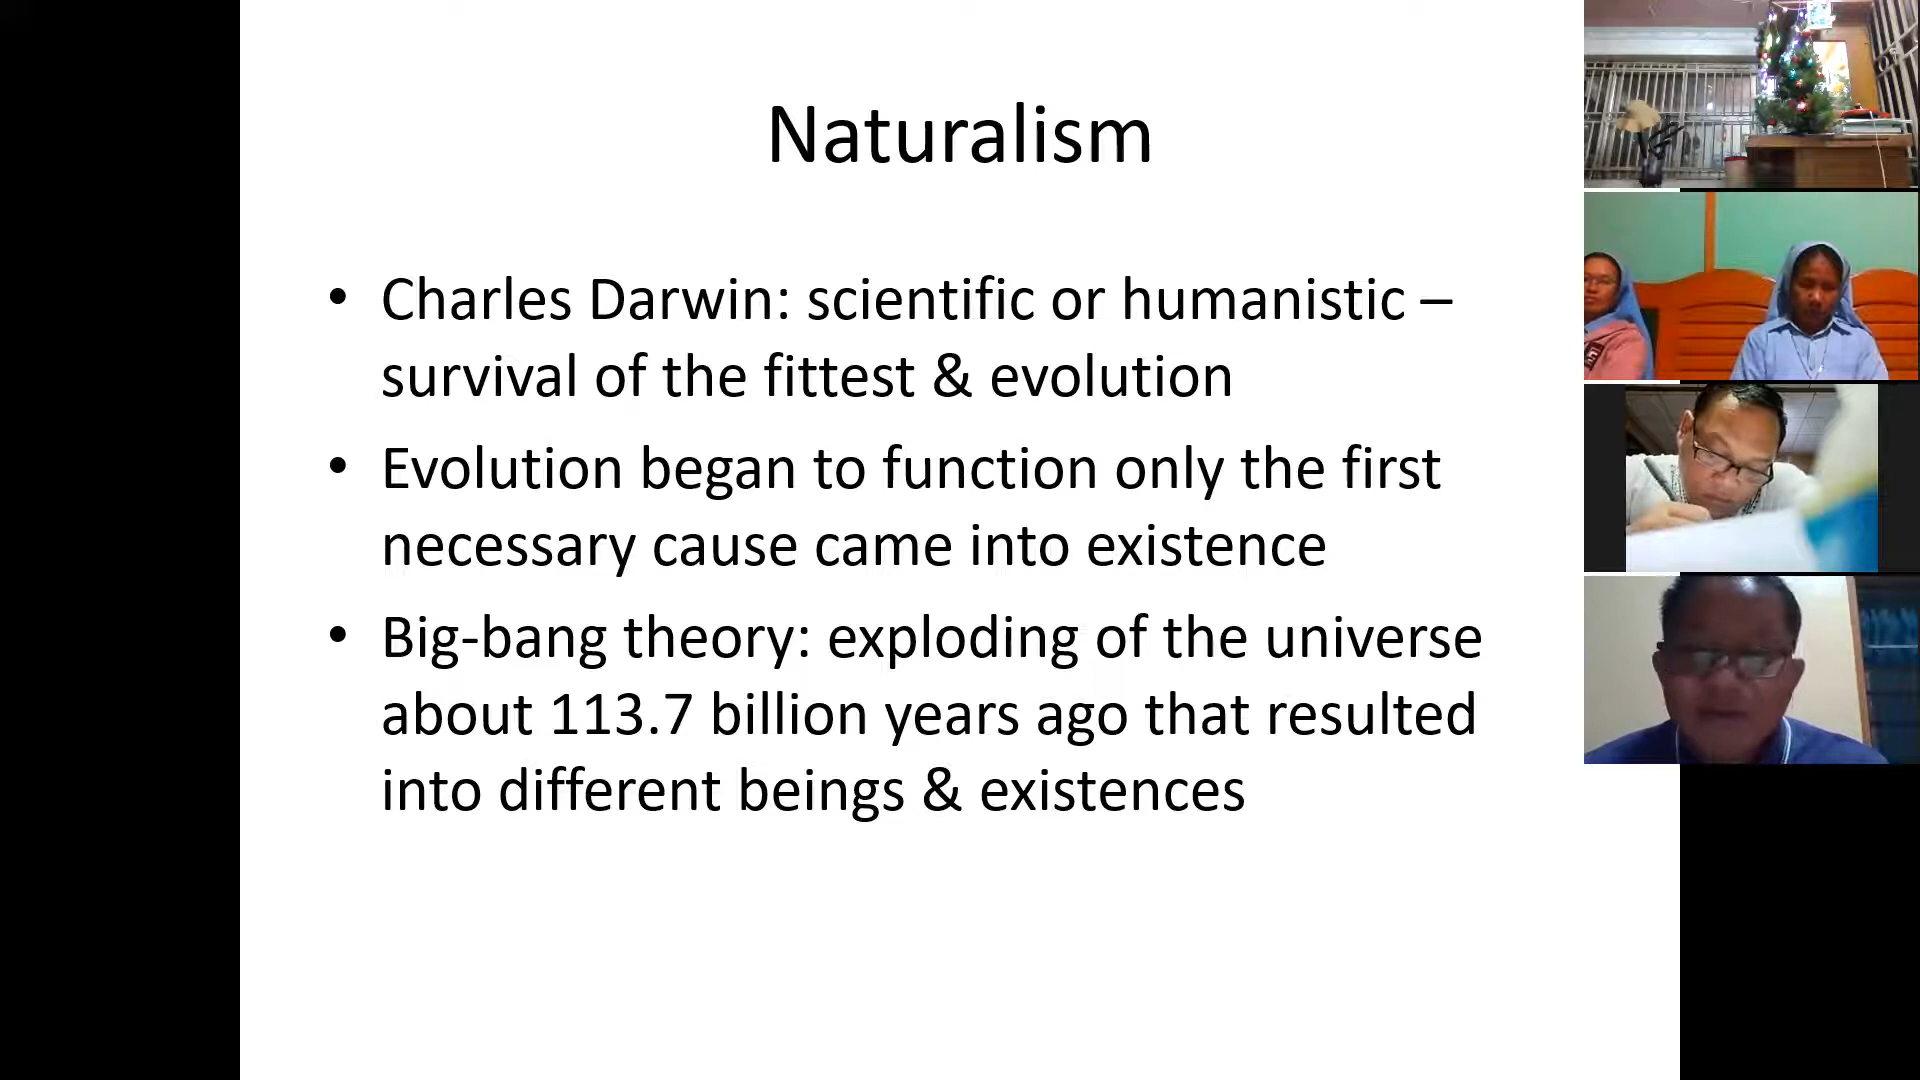 Naturalism
• Charles Darwin: scientific or humanistic –
survival of the fittest & evolution
• Evolution began to function only the first
necessary cause came into existence
• Big-bang theory: exploding of the universe
about 113.7 billion years ago that resulted
into different beings & existences